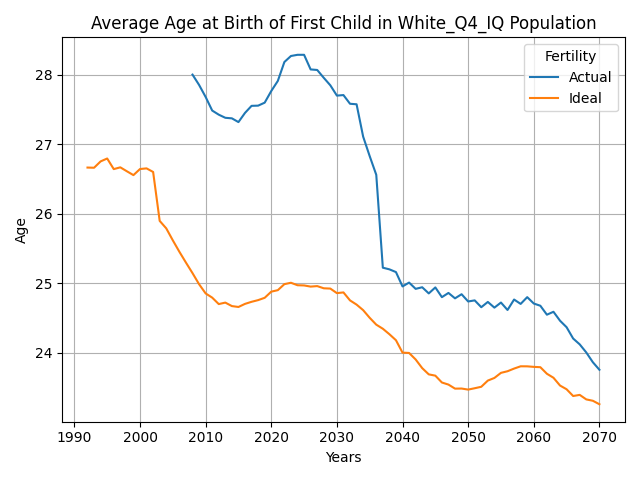 Average Age at Birth of First Child in White_Q4_IQ Population
Fertility
Actual
Ideal
Age
28
27
26
25
24
1990 2000 2010 2020 2030 2040 2050 2060 2070
Years